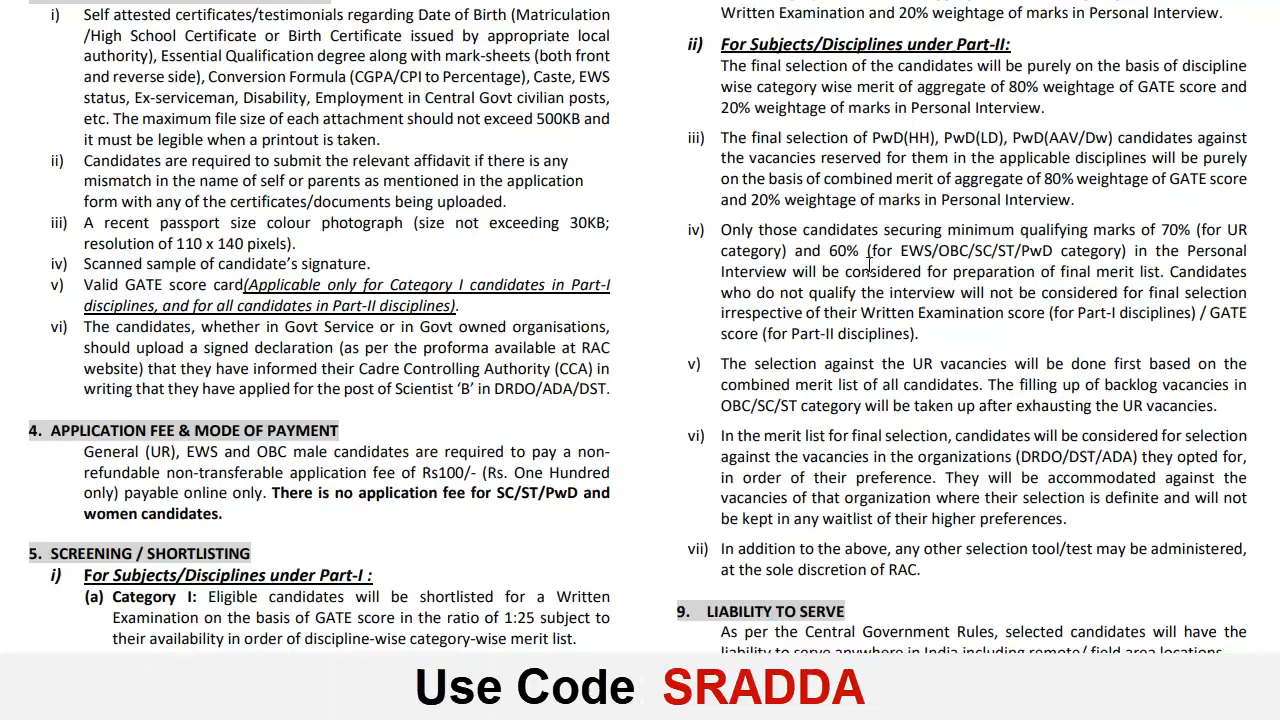 i) Self attested certificates/testimonials regarding Date of Birth (Matriculation
/High School Certificate or Birth Certificate issued by appropriate local
authority), Essential Qualification degree along with mark-sheets (both front
and reverse side), Conversion Formula (CGPA/CPI to Percentage), Caste, EWS
status, Ex-serviceman, Disability, Employment in Central Govt civilian posts,
etc. The maximum file size of each attachment should not exceed 500KB and
it must be legible when a printout is taken.
ii) Candidates are required to submit the relevant affidavit if there is any
mismatch in the name of self or parents as mentioned in the application
form with any of the certificates/documents being uploaded.
iii) A recent passport size colour photograph (size not exceeding 30KB;
resolution of 110 x 140 pixels).
iv) Scanned sample of candidate's signature.
v) Valid GATE score card(Applicable only for Category I candidates in Part-I
disciplines, and for all candidates in Part-II disciplines).
vi) The candidates, whether in Govt Service or in Govt owned organisations,
should upload a signed declaration (as per the proforma available at RAC
website) that they have informed their Cadre Controlling Authority (CCA) in
writing that they have applied for the post of Scientist 'B' in DRDO/ADA/DST.
4. APPLICATION FEE & MODE OF PAYMENT
General (UR), EWS and OBC male candidates are required to pay a non-
refundable non-transferable application fee of Rs100/- (Rs. One Hundred
only) payable online only. There is no application fee for SC/ST/PwD and
women candidates.
5. SCREENING / SHORTLISTING
i) For Subjects/Disciplines under Part-I :
(a) Category I: Eligible candidates will be shortlisted for a Written
Examination on the basis of GATE score in the ratio of 1:25 subject to
their availability in order of discipline-wise category-wise merit list.
Written Examination and 20% weightage of marks in Personal Interview.
ii) For Subjects/Disciplines under Part-II:
The final selection of the candidates will be purely on the basis of discipline
wise category wise merit of aggregate of 80% weightage of GATE score and
20% weightage of marks in Personal Interview.
iii) The final selection of PwD(HH), PwD(LD), PwD(AAV/Dw) candidates against
the vacancies reserved for them in the applicable disciplines will be purely
on the basis of combined merit of aggregate of 80% weightage of GATE score
and 20% weightage of marks in Personal Interview.
iv) Only those candidates securing minimum qualifying marks of 70% (for UR
category) and 60% (for EWS/OBC/SC/ST/PwD category) in the Personal
Interview will be considered for preparation of final merit list. Candidates
who do not qualify the interview will not be considered for final selection
irrespective of their Written Examination score (for Part-I disciplines) / GATE
score (for Part-II disciplines).
v) The selection against the UR vacancies will be done first based on the
combined merit list of all candidates. The filling up of backlog vacancies in
OBC/SC/ST category will be taken up after exhausting the UR vacancies.
vi) In the merit list for final selection, candidates will be considered for selection
against the vacancies in the organizations (DRDO/DST/ADA) they opted for,
in order of their preference. They will be accommodated against the
vacancies of that organization where their selection is definite and will not
be kept in any waitlist of their higher preferences.
vii) In addition to the above, any other selection tool/test may be administered,
at the sole discretion of RAC.
9. LIABILITY TO SERVE
As per the Central Government Rules, selected candidates will have the
liability to serve anywhere in India including remote/ field area locations.
Use Code SRADDA